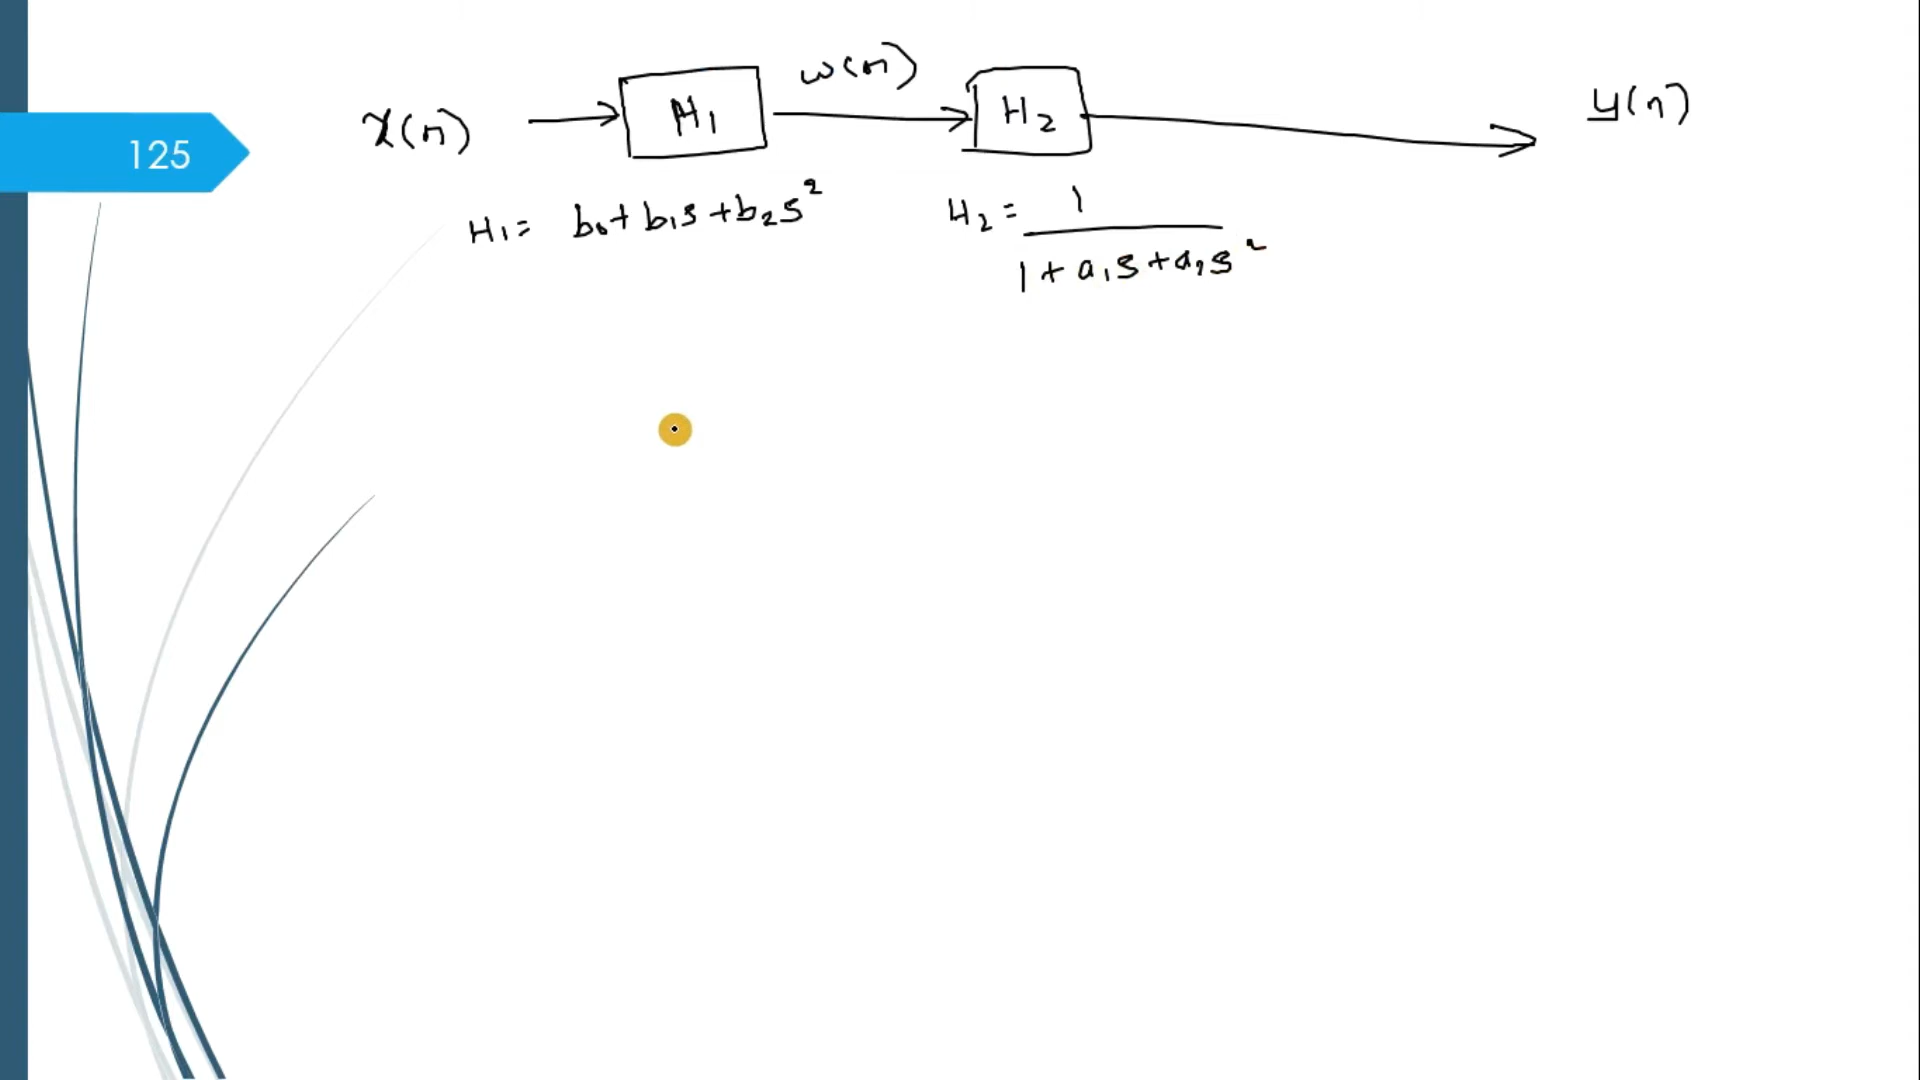 125
x(n) → H₁ w(n) → H₂ → y(n)
H₁ = b₀ + b₁s + b₂s² H₂ = 1 / (1 + a₁s + a₂s²)